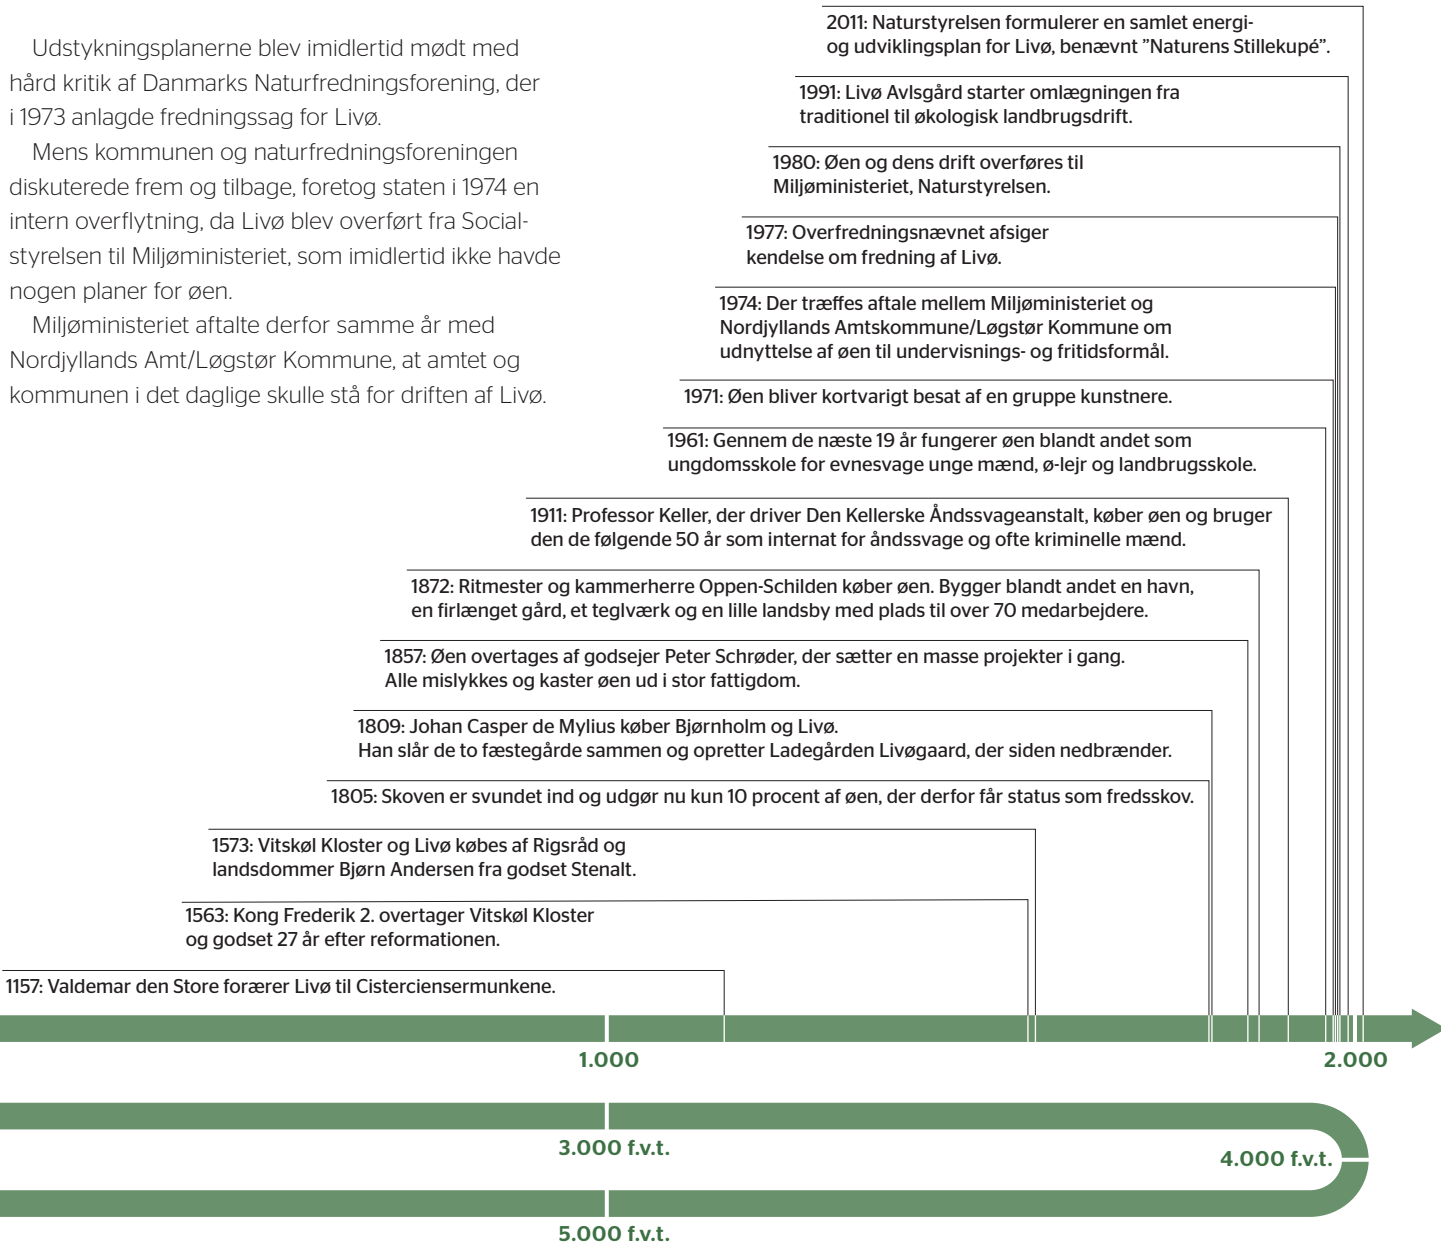 Udstykningsplanerne blev imidlertid mødt med
hård kritik af Danmarks Naturfredningsforening, der
i 1973 anlagde fredningssag for Livø.
Mens kommunen og naturfredningsforeningen
diskuterede frem og tilbage, foretog staten i 1974 en
intern overflytning, da Livø blev overført fra Social-
styrelsen til Miljøministeriet, som imidlertid ikke havde
nogen planer for øen.
Miljøministeriet aftalte derfor samme år med
Nordjyllands Amt/Løgstør Kommune, at amtet og
kommunen i det daglige skulle stå for driften af Livø.
2011: Naturstyrelsen formulerer en samlet energi-
og udviklingsplan for Livø, benævnt ”Naturens Stillekupé”.
1991: Livø Avlsgård starter omlægningen fra
traditionel til økologisk landbrugsdrift.
1980: Øen og dens drift overføres til
Miljøministeriet, Naturstyrelsen.
1977: Overfredningsnævnet afsiger
kendelse om fredning af Livø.
1974: Der træffes aftale mellem Miljøministeriet og
Nordjyllands Amtskommune/Løgstør Kommune om
udnyttelse af øen til undervisnings- og fritidsformål.
1971: Øen bliver kortvarigt besat af en gruppe kunstnere.
1961: Gennem de næste 19 år fungerer øen blandt andet som
ungdomsskole for evnesvage unge mænd, ø-lejr og landbrugsskole.
1911: Professor Keller, der driver Den Kellerske Åndssvageanstalt, køber øen og bruger
den de følgende 50 år som internat for åndssvage og ofte kriminelle mænd.
1872: Ritmester og kammerherre Oppen-Schilden køber øen. Bygger blandt andet en havn,
en firlænget gård, et teglværk og en lille landsby med plads til over 70 medarbejdere.
1857: Øen overtages af godsejer Peter Schrøder, der sætter en masse projekter i gang.
Alle mislykkes og kaster øen ud i stor fattigdom.
1809: Johan Casper de Mylius køber Bjørnholm og Livø.
Han slår de to fæstegårde sammen og opretter Ladegården Livøgaard, der siden nedbrænder.
1805: Skoven er svundet ind og udgør nu kun 10 procent af øen, der derfor får status som fredsskov.
1573: Vitskøl Kloster og Livø købes af Rigsråd og
landsdommer Bjørn Andersen fra godset Stenalt.
1563: Kong Frederik 2. overtager Vitskøl Kloster
og godset 27 år efter reformationen.
1157: Valdemar den Store forærer Livø til Cisterciensermunkene.
1.000
2.000
3.000 f.v.t.
4.000 f.v.t.
5.000 f.v.t.